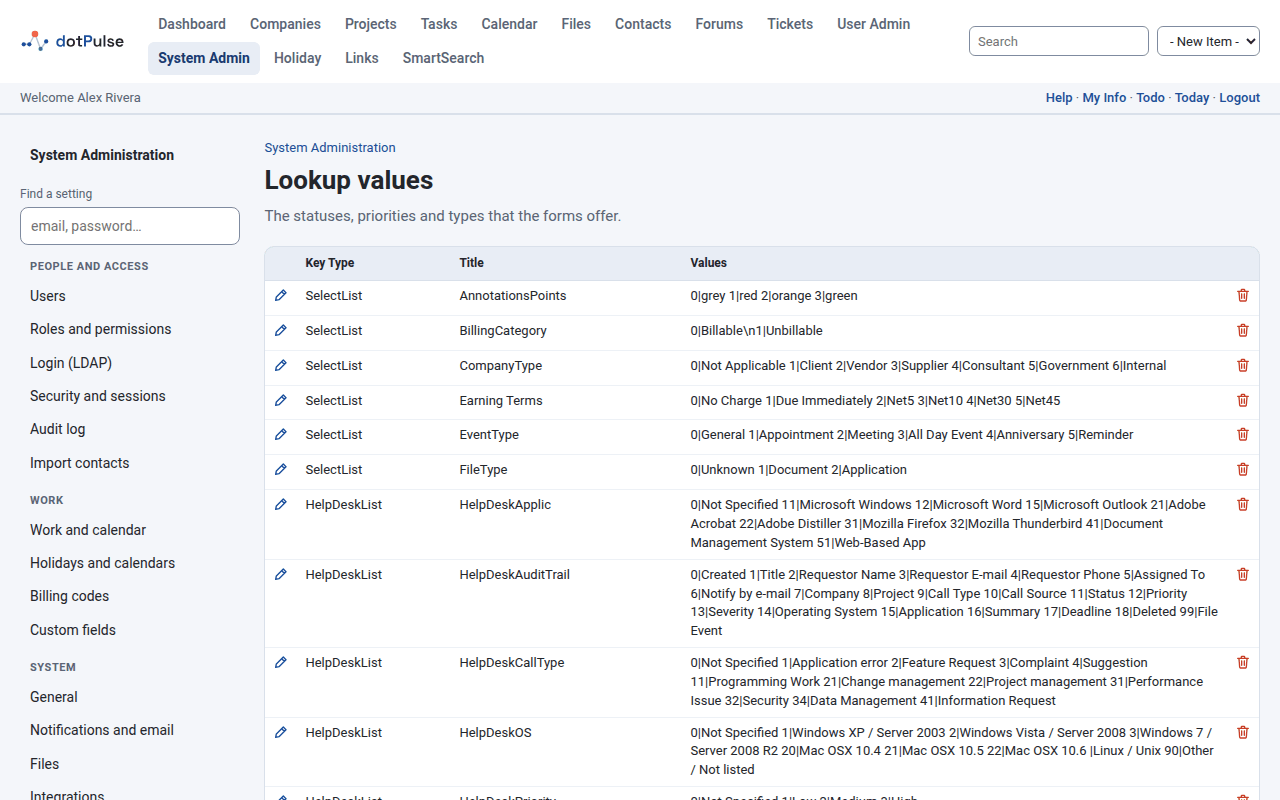 dotPulse
Dashboard Companies Projects Tasks Calendar Files Contacts Forums Tickets User Admin
System Admin Holiday Links SmartSearch
Search
- New Item -
Welcome Alex Rivera
Help · My Info · Todo · Today · Logout
System Administration
Find a setting
email, password...
PEOPLE AND ACCESS
Users
Roles and permissions
Login (LDAP)
Security and sessions
Audit log
Import contacts
WORK
Work and calendar
Holidays and calendars
Billing codes
Custom fields
SYSTEM
General
Notifications and email
Files
Integrations
System Administration
Lookup values
The statuses, priorities and types that the forms offer.
Key Type Title Values
SelectList AnnotationsPoints 0|grey 1|red 2|orange 3|green
SelectList BillingCategory 0|Billable\n1|Unbillable
SelectList CompanyType 0|Not Applicable 1|Client 2|Vendor 3|Supplier 4|Consultant 5|Government 6|Internal
SelectList Earning Terms 0|No Charge 1|Due Immediately 2|Net5 3|Net10 4|Net30 5|Net45
SelectList EventType 0|General 1|Appointment 2|Meeting 3|All Day Event 4|Anniversary 5|Reminder
SelectList FileType 0|Unknown 1|Document 2|Application
HelpDeskList HelpDeskApplic 0|Not Specified 11|Microsoft Windows 12|Microsoft Word 15|Microsoft Outlook 21|Adobe
Acrobat 22|Adobe Distiller 31|Mozilla Firefox 32|Mozilla Thunderbird 41|Document
Management System 51|Web-Based App
HelpDeskList HelpDeskAuditTrail 0|Created 1|Title 2|Requestor Name 3|Requestor E-mail 4|Requestor Phone 5|Assigned To
6|Notify by e-mail 7|Company 8|Project 9|Call Type 10|Call Source 11|Status 12|Priority
13|Severity 14|Operating System 15|Application 16|Summary 17|Deadline 18|Deleted 99|File
Event
HelpDeskList HelpDeskCallType 0|Not Specified 1|Application error 2|Feature Request 3|Complaint 4|Suggestion
11|Programming Work 21|Change management 22|Project management 31|Performance
Issue 32|Security 34|Data Management 41|Information Request
HelpDeskList HelpDeskOS 0|Not Specified 1|Windows XP / Server 2003 2|Windows Vista / Server 2008 3|Windows 7 /
Server 2008 R2 20|Mac OSX 10.4 21|Mac OSX 10.5 22|Mac OSX 10.6 |Linux / Unix 90|Other
/ Not listed
HelpDeskList HelpDeskPriority 0|Not Specified 1|Low 2|Medium 3|High